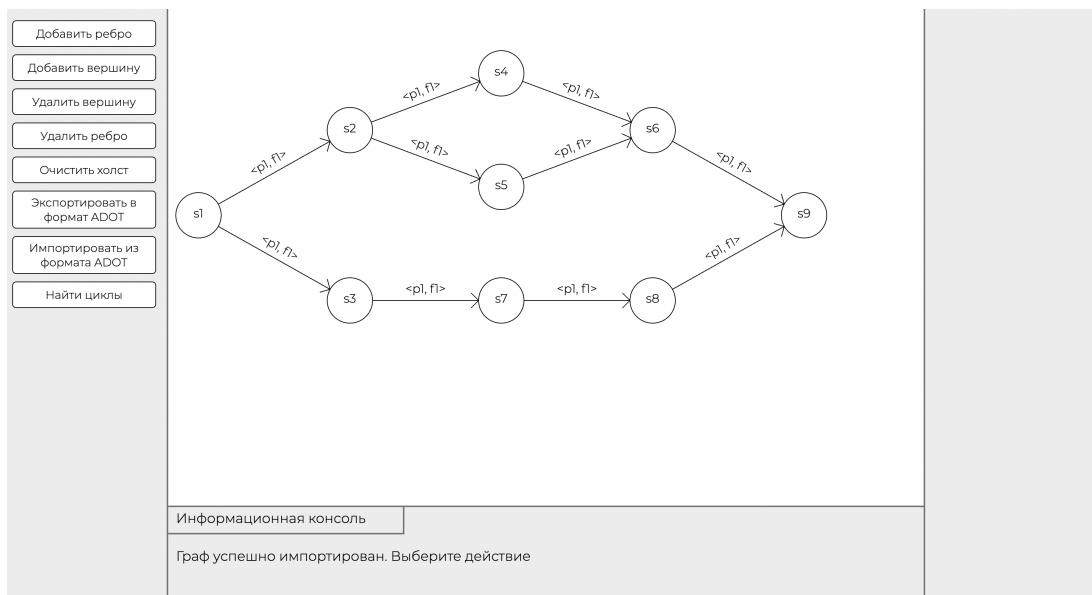 Добавить ребро
Добавить вершину
Удалить вершину
Удалить ребро
Очистить холст
Экспортировать в
формат ADOT
Импортировать из
формата ADOT
Найти циклы
s4
<p1, f1>
<p1, f1>
s2
s6
<p1, f1>
<p1, f1>
<p1, f1>
<p1, f1>
s5
s1
s9
<p1, f1>
<p1, f1>
s3
<p1, f1>
s7
<p1, f1>
s8
Информационная консоль
Граф успешно импортирован. Выберите действие